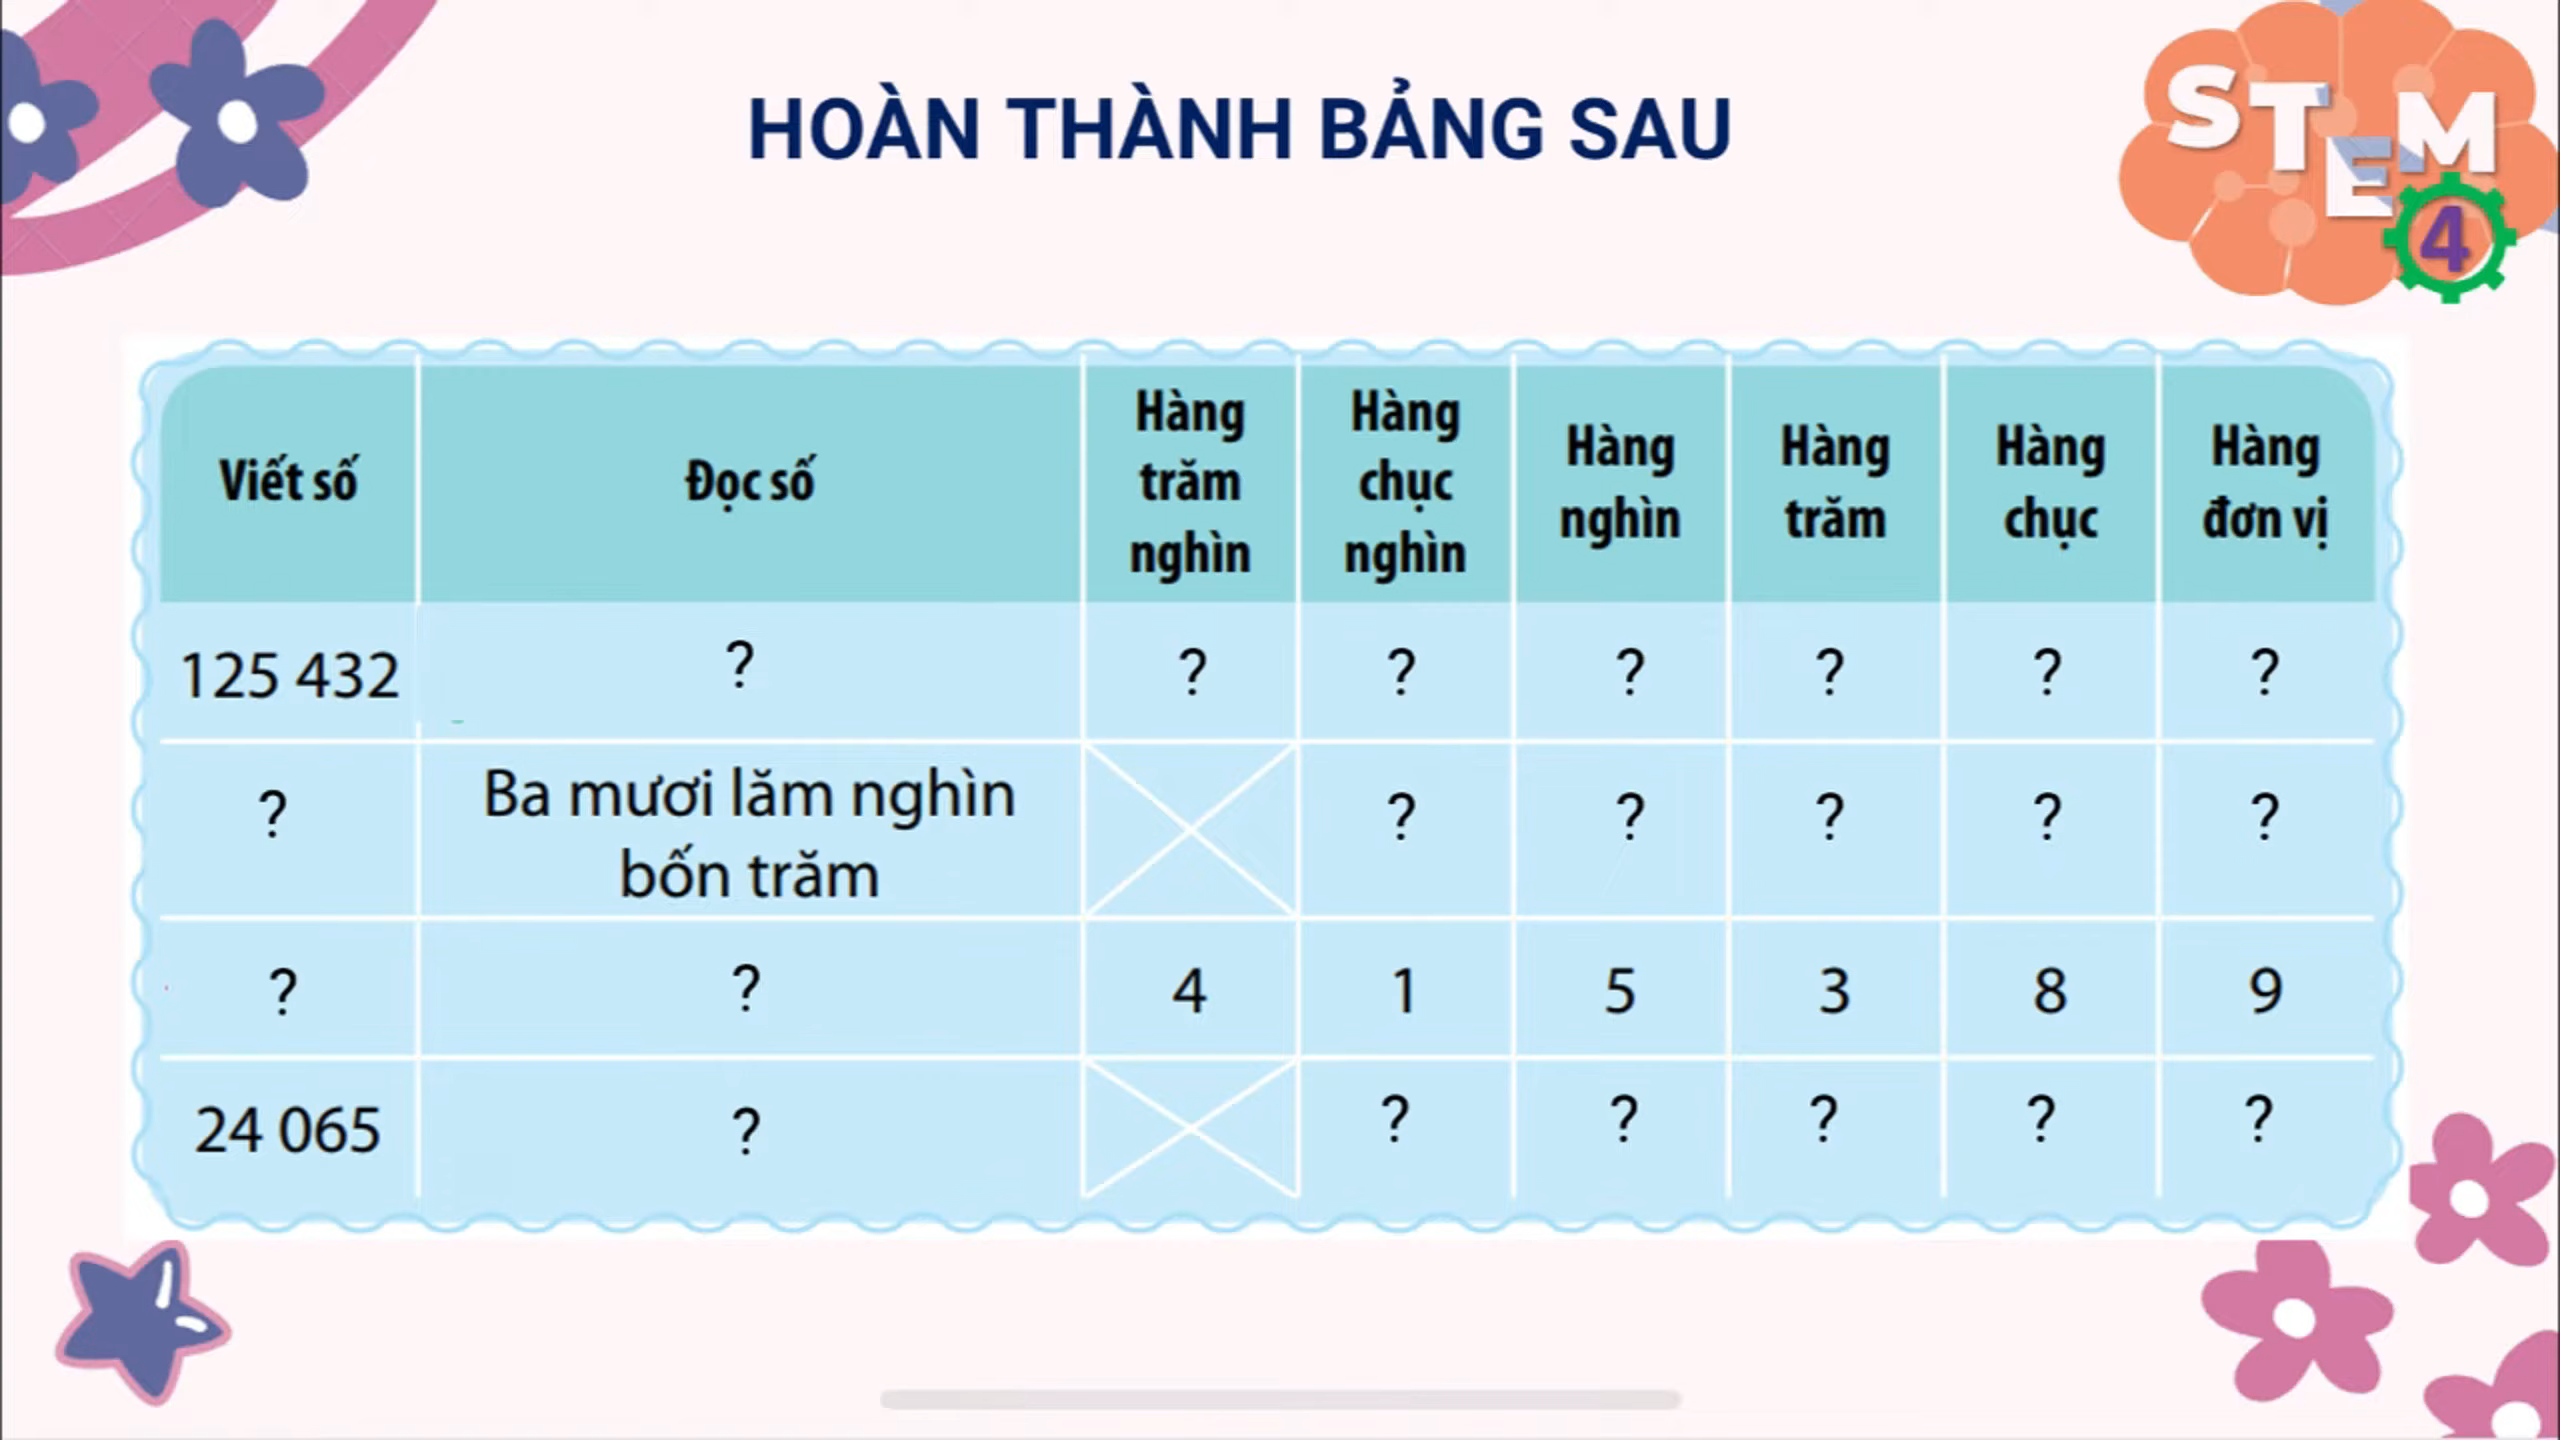 HOÀN THÀNH BẢNG SAU
STEM
4
Viết số
Đọc số
Hàng
trăm
nghìn
Hàng
chục
nghìn
Hàng
nghìn
Hàng
trăm
Hàng
chục
Hàng
đơn vị
125 432 ? ? ? ? ? ? ?
? Ba mươi lăm nghìn
bốn trăm
? ? ? ? ?
? ? 4 1 5 3 8 9
24 065 ? ? ? ? ? ?